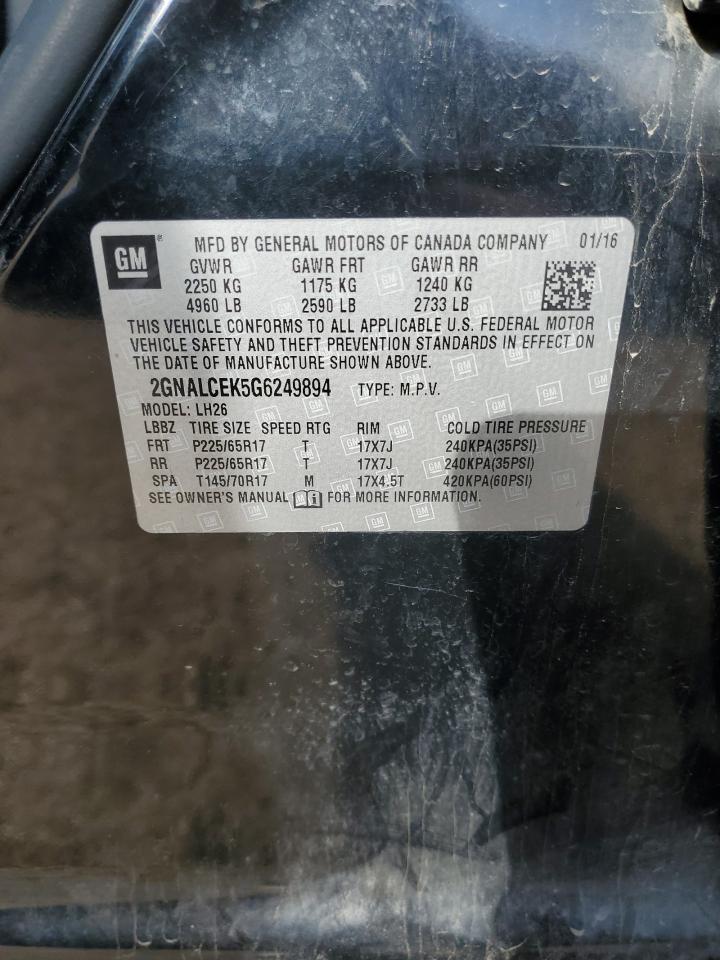 GM ® MFD BY GENERAL MOTORS OF CANADA COMPANY 01/16
GVWR GAWR FRT GAWR RR
2250 KG 1175 KG 1240 KG
4960 LB 2590 LB 2733 LB
THIS VEHICLE CONFORMS TO ALL APPLICABLE U.S. FEDERAL MOTOR
VEHICLE SAFETY AND THEFT PREVENTION STANDARDS IN EFFECT ON
THE DATE OF MANUFACTURE SHOWN ABOVE.
2GNALCEK5G6249894 TYPE: M.P.V.
MODEL: LH26
LBBZ TIRE SIZE SPEED RTG RIM COLD TIRE PRESSURE
FRT P225/65R17 T 17X7J 240KPA(35PSI)
RR P225/65R17 T 17X7J 240KPA(35PSI)
SPA T145/70R17 M 17X4.5T 420KPA(60PSI)
SEE OWNER'S MANUAL FOR MORE INFORMATION.